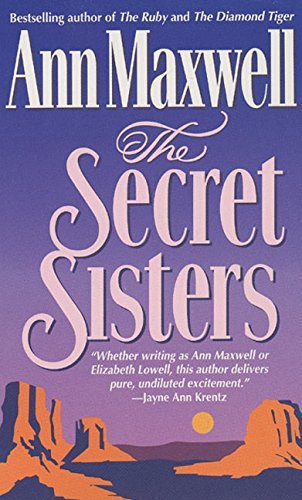 Bestselling author of The Ruby and The Diamond Tiger
Ann Maxwell
The
Secret
Sisters
“Whether writing as Ann Maxwell or
Elizabeth Lowell, this author delivers
pure, undiluted excitement.”
—Jayne Ann Krentz